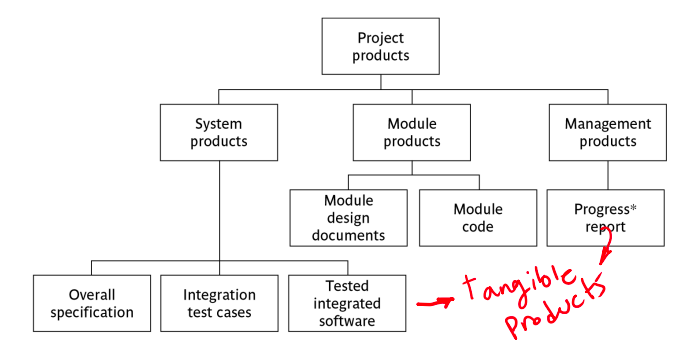 Project
products
System
products
Module
products
Management
products
Module
design
documents
Module
code
Progress*
report
Overall
specification
Integration
test cases
Tested
integrated
software
tangible
products